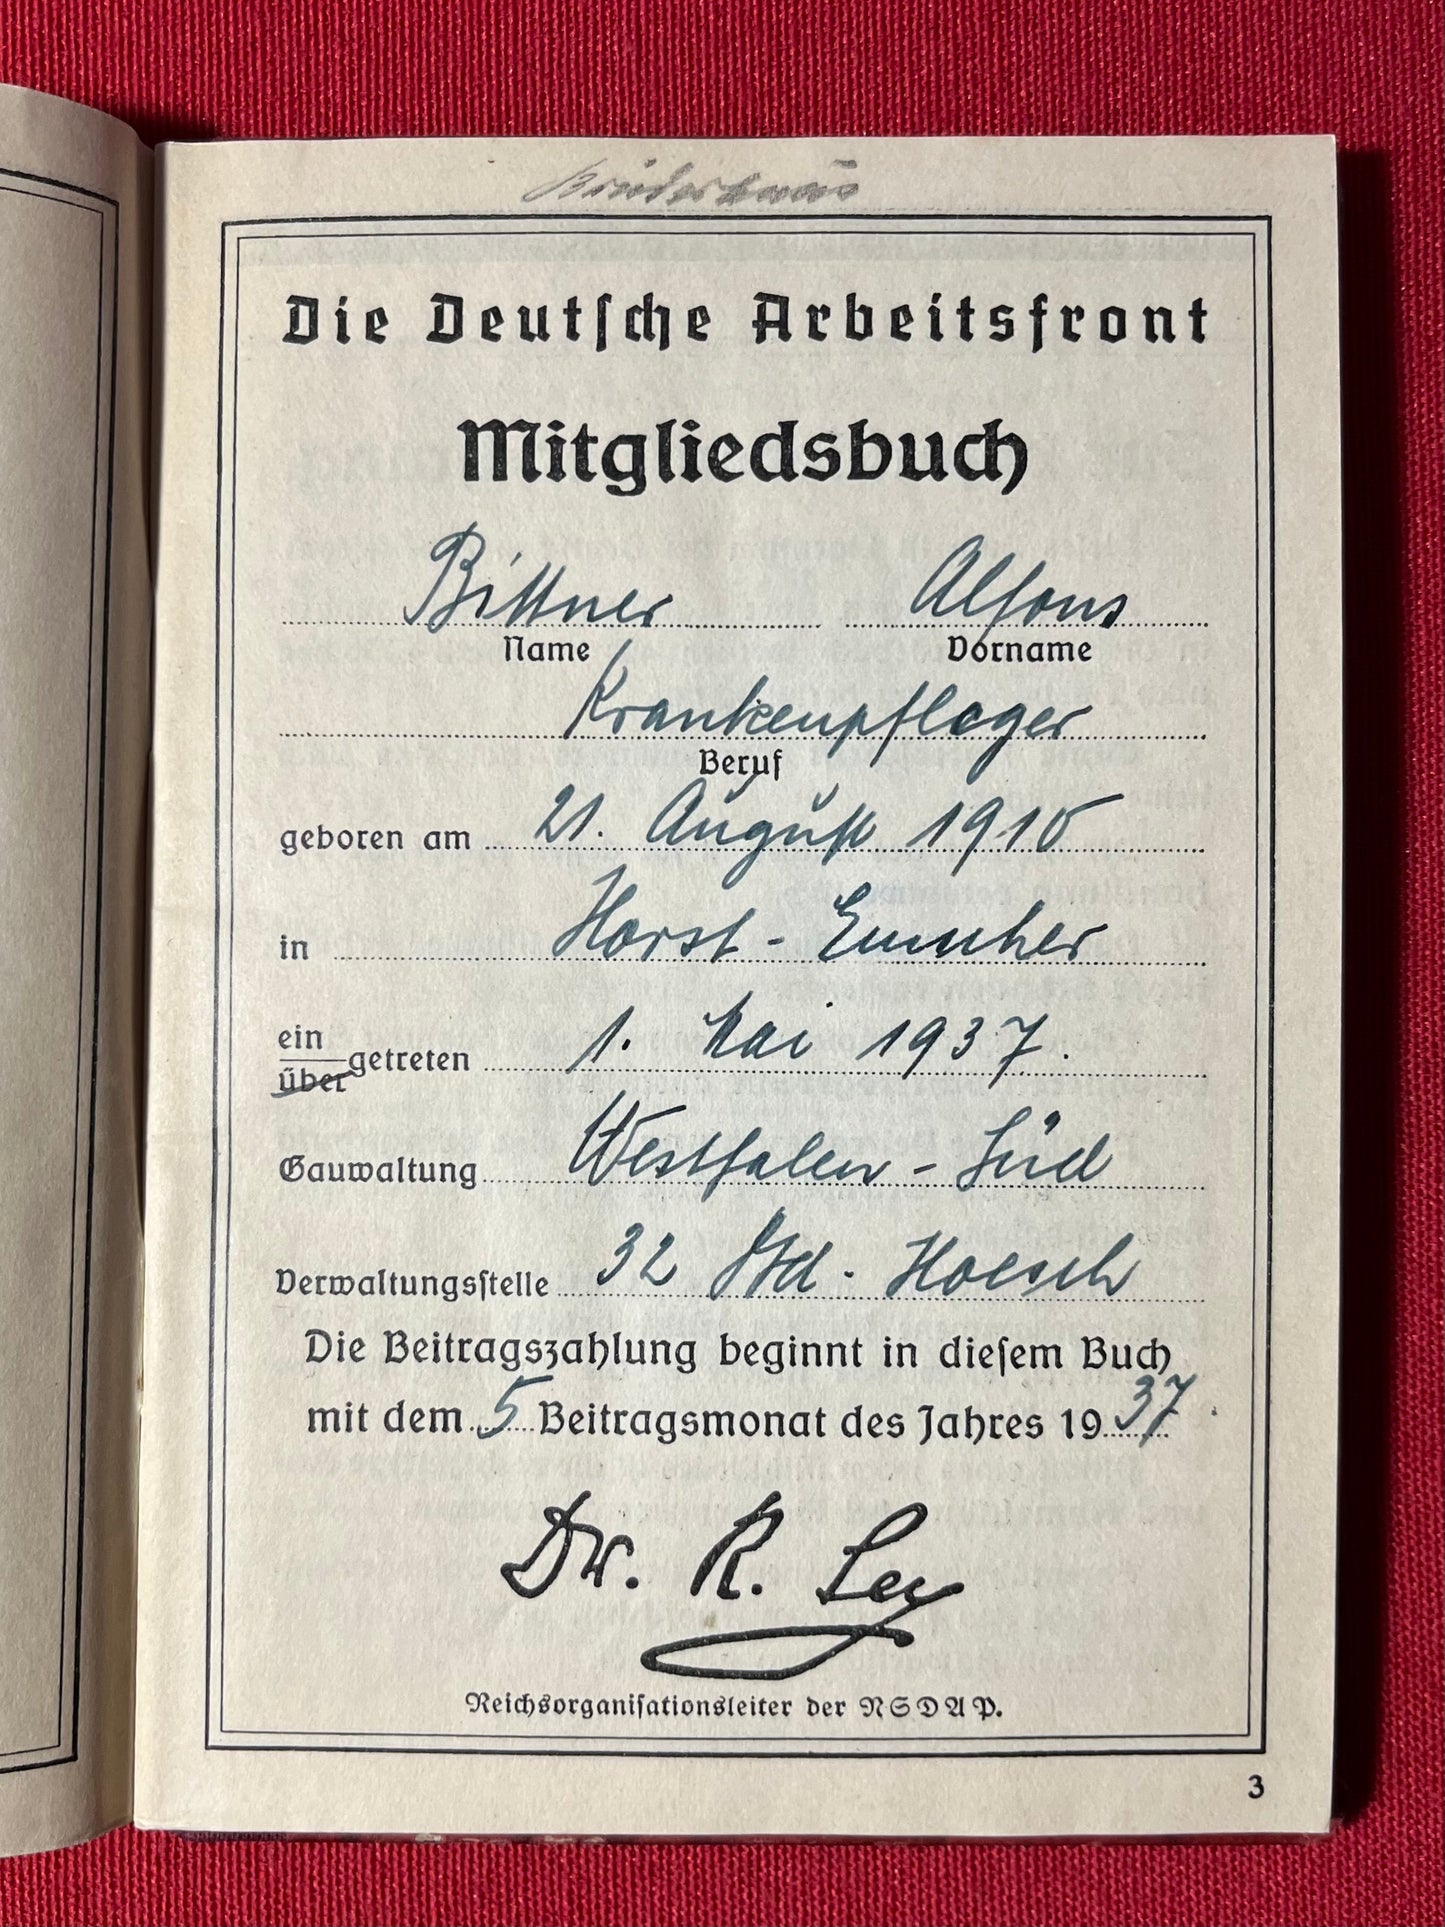 Brüderhaus
Die Deutsche Arbeitsfront
Mitgliedsbuch
Bittner Alfons
Name Vorname
Krankenpfleger
Beruf
geboren am 21. August 1910
in Horst-Emscher
ein
über getreten 1. Mai 1937.
Gauwaltung Westfalen-Süd
Verwaltungsstelle 32 Hoesch
Die Beitragszahlung beginnt in diesem Buch
mit dem 5 Beitragsmonat des Jahres 1937.
Dr. R. Ley
Reichsorganisationsleiter der NSDAP.
3